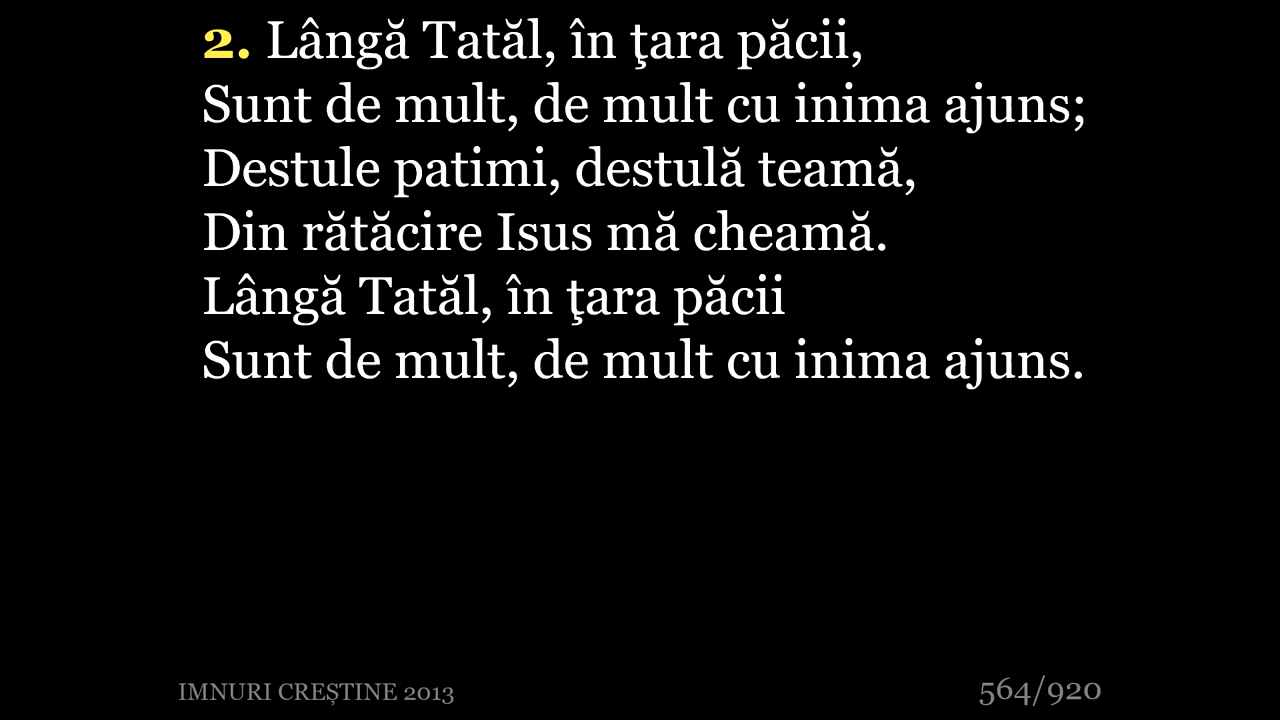 2. Lângă Tatăl, în ţara păcii,
Sunt de mult, de mult cu inima ajuns;
Destule patimi, destulă teamă,
Din rătăcire Isus mă cheamă.
Lângă Tatăl, în ţara păcii
Sunt de mult, de mult cu inima ajuns.
IMNURI CREȘTINE 2013 564/920